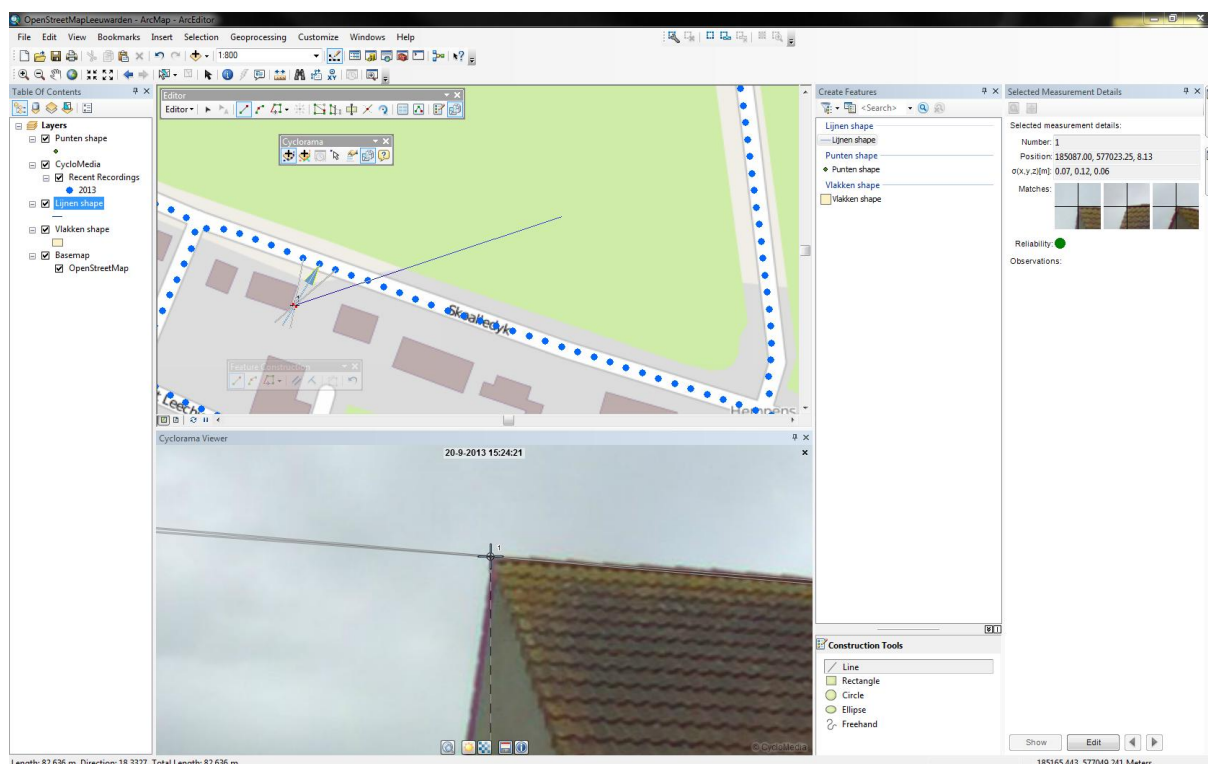 OpenStreetMapLeeuwarden - ArcMap - ArcEditor
File Edit View Bookmarks Insert Selection Geoprocessing Customize Windows Help
1:800
Table Of Contents
Layers
Punten shape
CycloMedia
Recent Recordings
2013
Lijnen shape
Vlakken shape
Basemap
OpenStreetMap
Editor
Editor
Cyclorama
1
Skealledyk
Feature Construction
Hempens
Cyclorama Viewer
20-9-2013 15:24:21
1
© CycloMedia
Create Features
<Search>
Lijnen shape
Lijnen shape
Punten shape
Punten shape
Vlakken shape
Vlakken shape
Construction Tools
Line
Rectangle
Circle
Ellipse
Freehand
Selected Measurement Details
Selected measurement details:
Number: 1
Position: 185087.00, 577023.25, 8.13
σ(x,y,z)[m]: 0.07, 0.12, 0.06
Matches:
Reliability:
Observations:
Show Edit
Length: 82.636 m, Direction: 18.3327, Total Length: 82.636 m
185165.443 577049.241 Meters